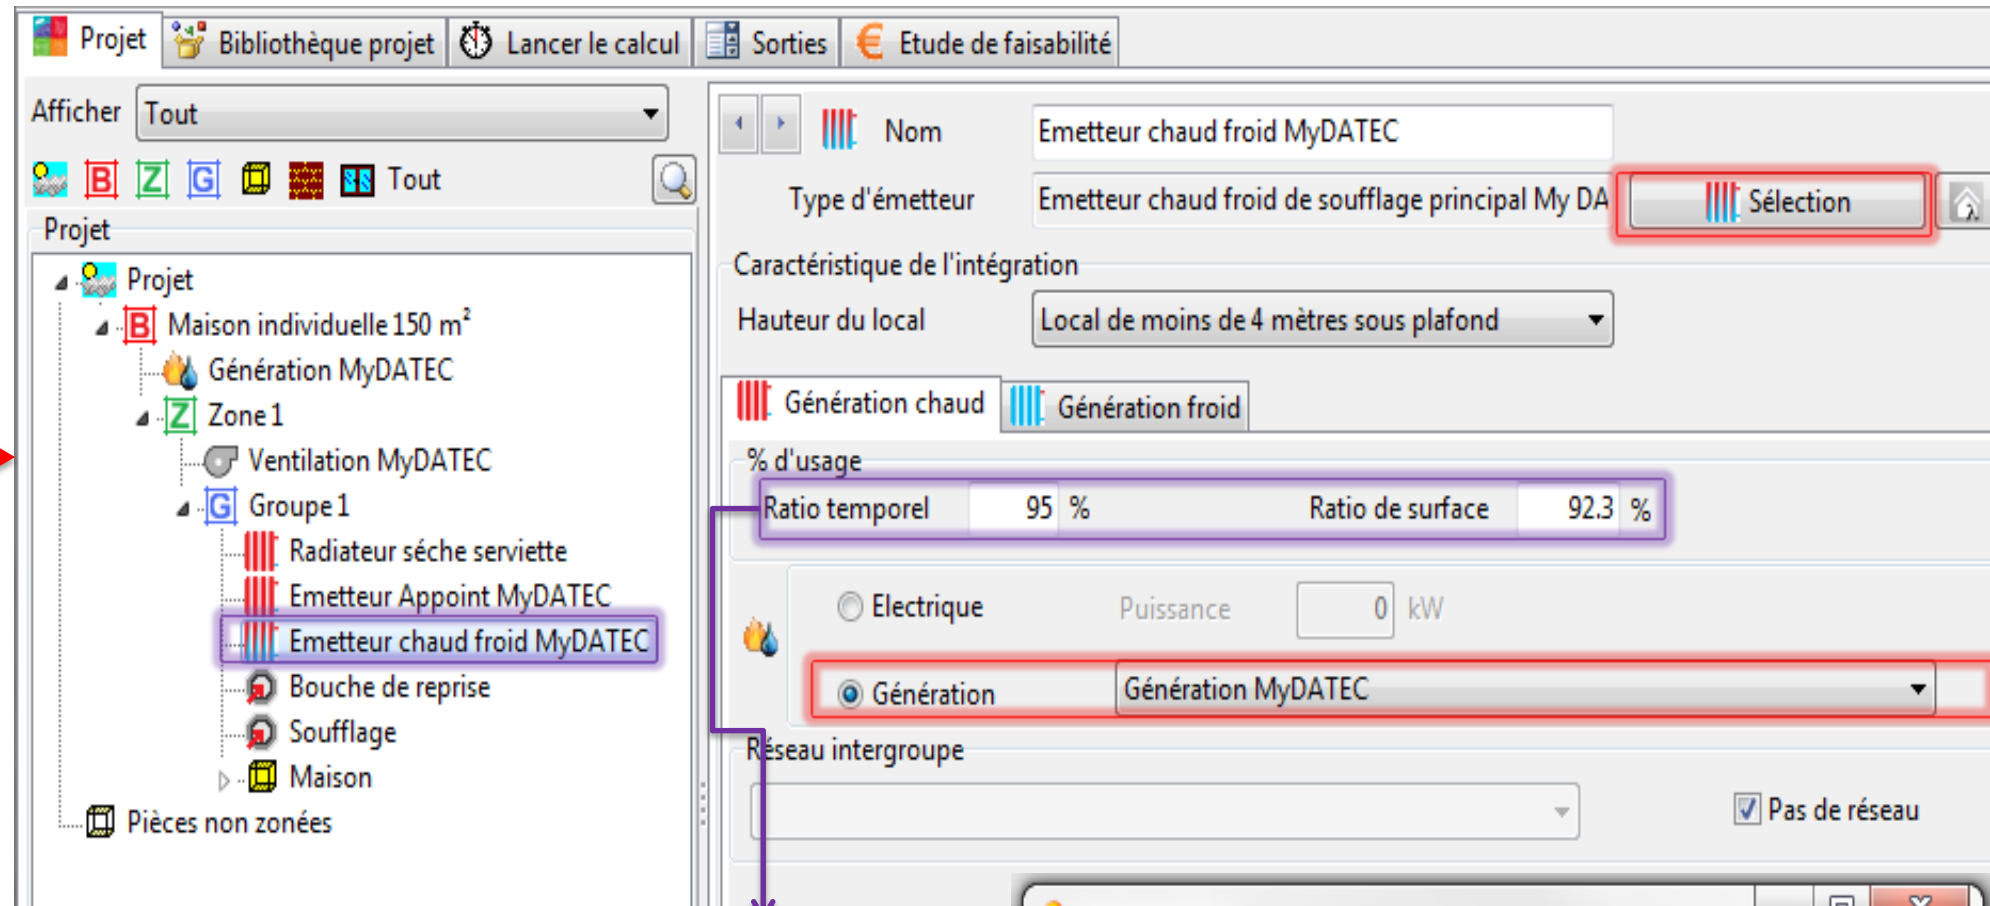 Projet Bibliothèque projet Lancer le calcul Sorties Etude de faisabilité
Afficher Tout
B Z G Tout
Projet
Projet
B Maison individuelle 150 m²
Génération MyDATEC
Z Zone 1
Ventilation MyDATEC
G Groupe 1
Radiateur séche serviette
Emetteur Appoint MyDATEC
Emetteur chaud froid MyDATEC
Bouche de reprise
Soufflage
Maison
Pièces non zonées
Nom Emetteur chaud froid MyDATEC
Type d'émetteur Emetteur chaud froid de soufflage principal My DA Sélection
Caractéristique de l'intégration
Hauteur du local Local de moins de 4 mètres sous plafond
Génération chaud Génération froid
% d'usage
Ratio temporel 95 % Ratio de surface 92.3 %
Electrique Puissance 0 kW
Génération Génération MyDATEC
Réseau intergroupe
Pas de réseau